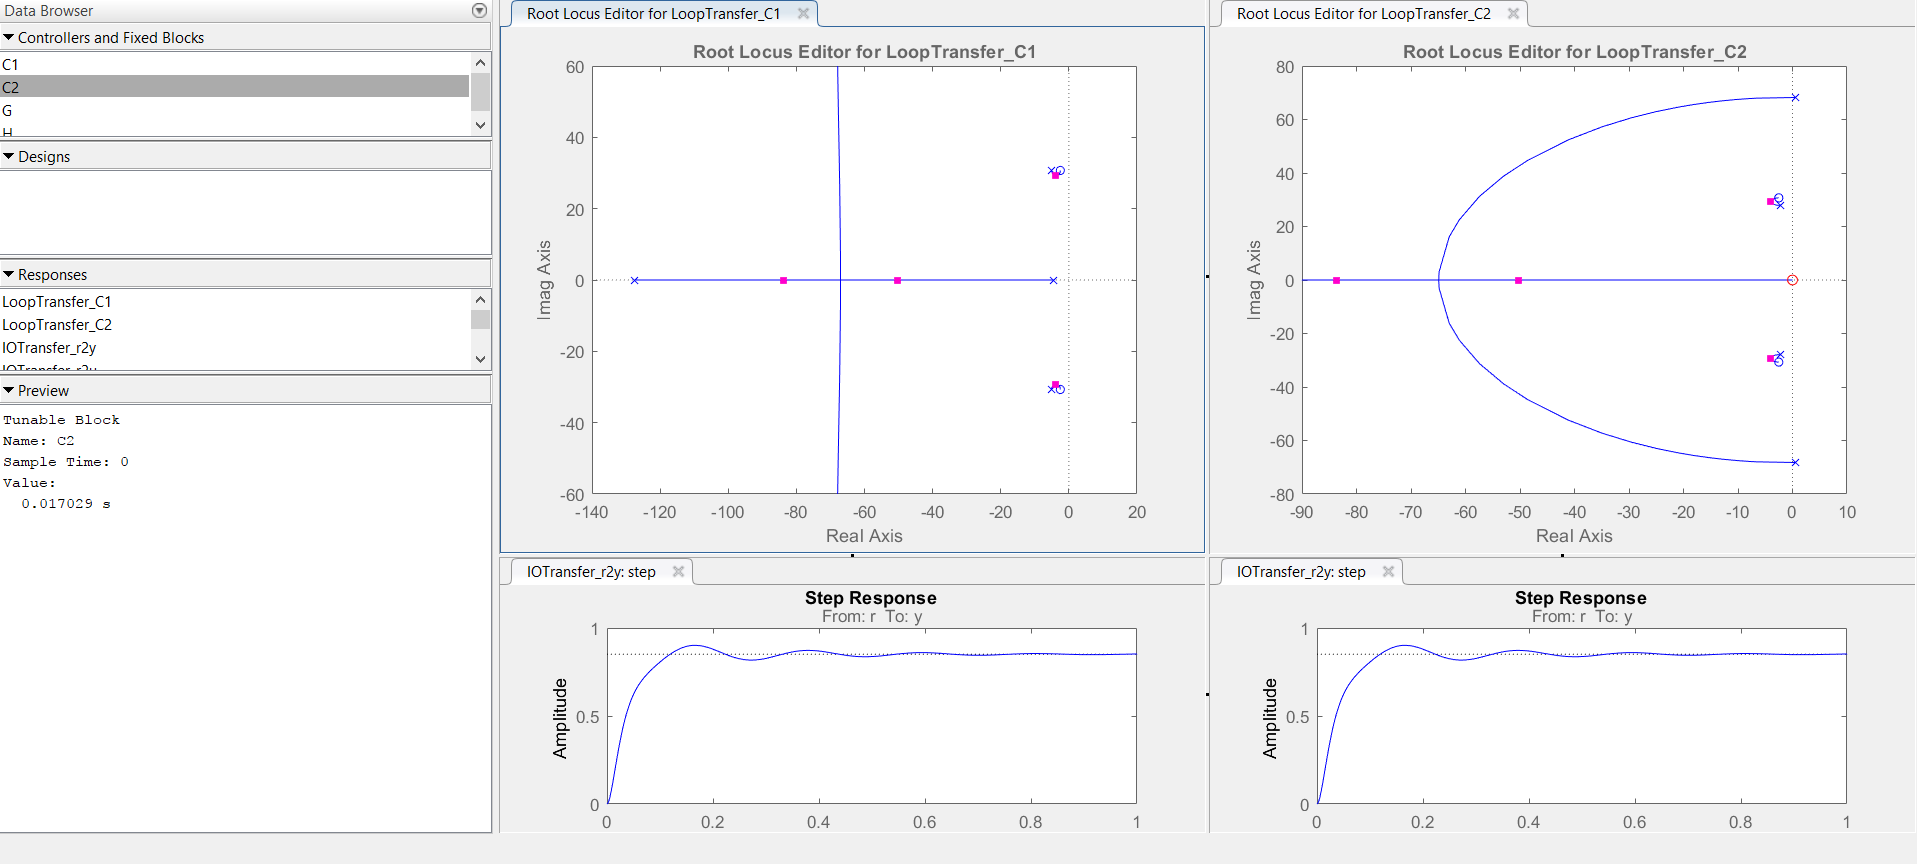 Data Browser
Controllers and Fixed Blocks
C1
C2
G
H
Designs
Responses
LoopTransfer_C1
LoopTransfer_C2
IOTransfer_r2y
IOTransfer_r2u
Preview
Tunable Block
Name: C2
Sample Time: 0
Value:
0.017029 s
Root Locus Editor for LoopTransfer_C1
Root Locus Editor for LoopTransfer_C1
60
40
20
0
-20
-40
-60
Imag Axis
-140 -120 -100 -80 -60 -40 -20 0 20
Real Axis
Root Locus Editor for LoopTransfer_C2
Root Locus Editor for LoopTransfer_C2
80
60
40
20
0
-20
-40
-60
-80
Imag Axis
-90 -80 -70 -60 -50 -40 -30 -20 -10 0 10
Real Axis
IOTransfer_r2y: step
Step Response
From: r To: y
1
0.5
0
Amplitude
0 0.2 0.4 0.6 0.8 1
IOTransfer_r2y: step
Step Response
From: r To: y
1
0.5
0
Amplitude
0 0.2 0.4 0.6 0.8 1